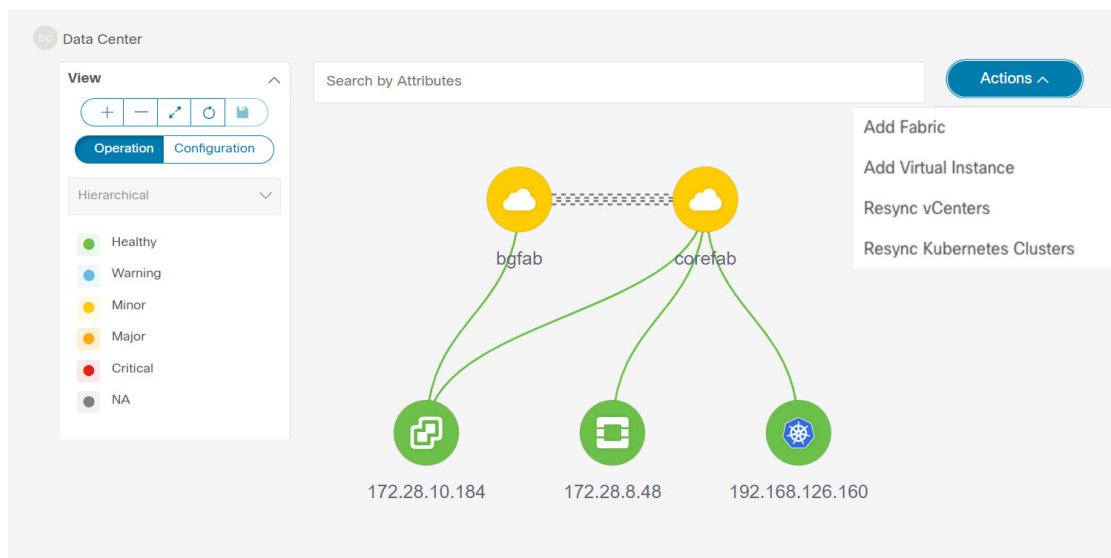 DC Data Center
View
Search by Attributes
Actions
Operation Configuration
Hierarchical
Healthy
Warning
Minor
Major
Critical
NA
Add Fabric
Add Virtual Instance
Resync vCenters
Resync Kubernetes Clusters
bgfab
corefab
172.28.10.184
172.28.8.48
192.168.126.160